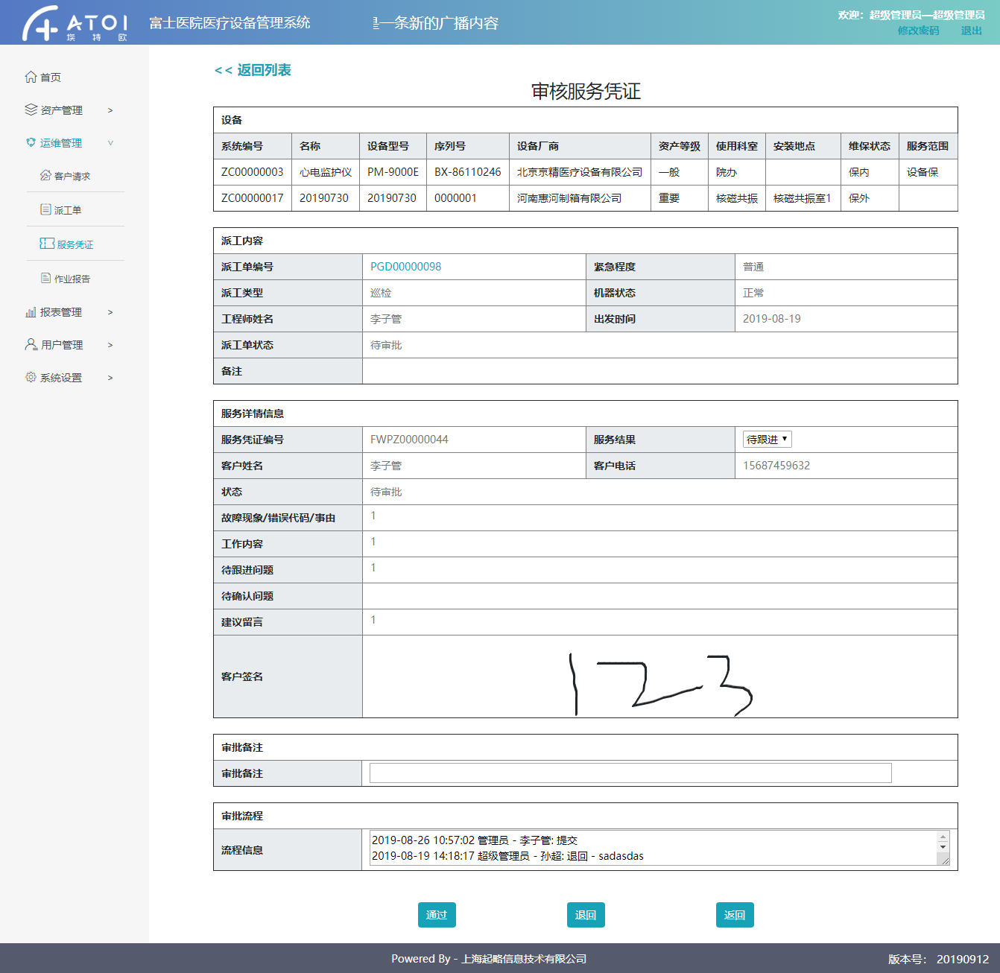 ATOI
埃特欧
富士医院医疗设备管理系统
一条新的广播内容
欢迎：超级管理员—超级管理员
修改密码 退出
首页
资产管理 >
运维管理 v
客户请求
派工单
服务凭证
作业报告
报表管理 >
用户管理 >
系统设置 >
<< 返回列表
审核服务凭证
设备
系统编号 名称 设备型号 序列号 设备厂商 资产等级 使用科室 安装地点 维保状态 服务范围
ZC00000003 心电监护仪 PM-9000E BX-86110246 北京京精医疗设备有限公司 一般 院办 保内 设备保
ZC00000017 20190730 20190730 0000001 河南惠河制箱有限公司 重要 核磁共振 核磁共振室1 保外
派工内容
派工单编号 PGD00000098 紧急程度 普通
派工类型 巡检 机器状态 正常
工程师姓名 李子管 出发时间 2019-08-19
派工单状态 待审批
备注
服务详情信息
服务凭证编号 FWPZ00000044 服务结果 待跟进
客户姓名 李子管 客户电话 15687459632
状态 待审批
故障现象/错误代码/事由 1
工作内容 1
待跟进问题 1
待确认问题
建议留言 1
客户签名 123
审批备注
审批备注
审批流程
流程信息
2019-08-26 10:57:02 管理员 - 李子管: 提交
2019-08-19 14:18:17 超级管理员 - 孙超: 退回 - sadasdas
通过 退回 返回
Powered By - 上海起略信息技术有限公司
版本号： 20190912